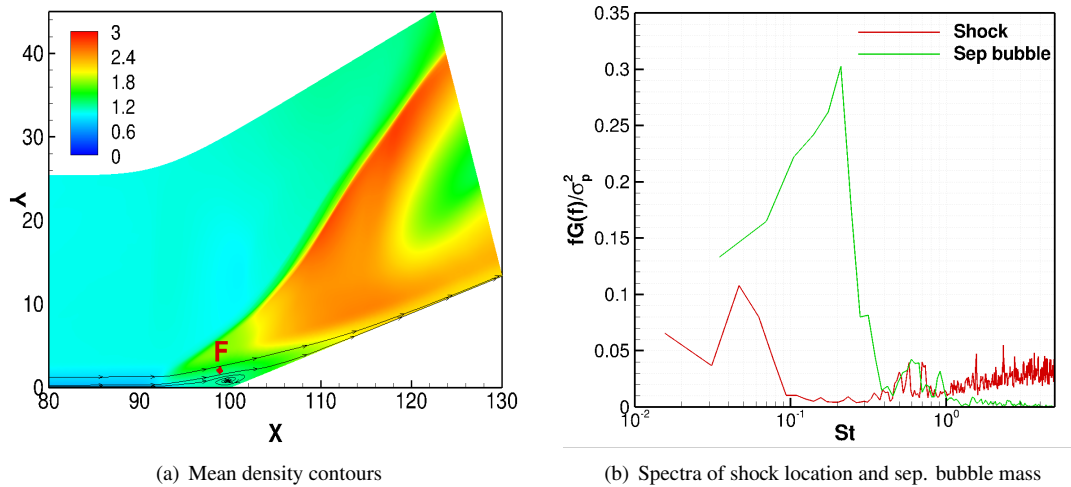 3
2.4
1.8
1.2
0.6
0
40
30
20
10
0
Y
F
80 90 100 110 120 130
X
(a) Mean density contours
0.35
0.3
0.25
0.2
0.15
0.1
0.05
0
fG(f)/σp²
Shock
Sep bubble
10⁻² 10⁻¹ 10⁰
St
(b) Spectra of shock location and sep. bubble mass